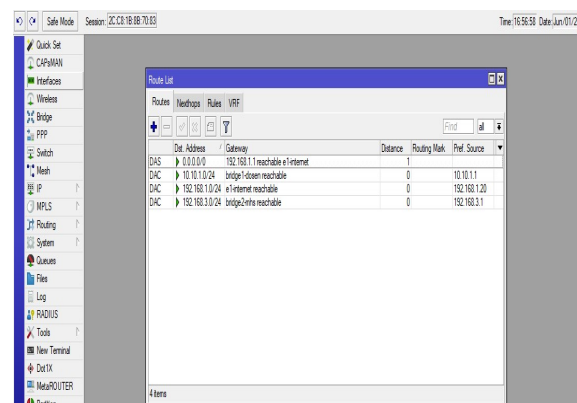 Safe Mode Session: 2C:C8:1B:8B:70:83 Time: 16:56:58 Date: Jun/01/2
Quick Set
CAPsMAN
Interfaces
Wireless
Bridge
PPP
Switch
Mesh
IP
MPLS
Routing
System
Queues
Files
Log
RADIUS
Tools
New Terminal
Dot1X
MetaROUTER
Partition
Route List
Routes Nexthops Rules VRF
Find all
Dst. Address / Gateway Distance Routing Mark Pref. Source
DAS 0.0.0.0/0 192.168.1.1 reachable e1-internet 1
DAC 10.10.1.0/24 bridge1-dosen reachable 0 10.10.1.1
DAC 192.168.1.0/24 e1-internet reachable 0 192.168.1.20
DAC 192.168.3.0/24 bridge2-mhs reachable 0 192.168.3.1
4 items